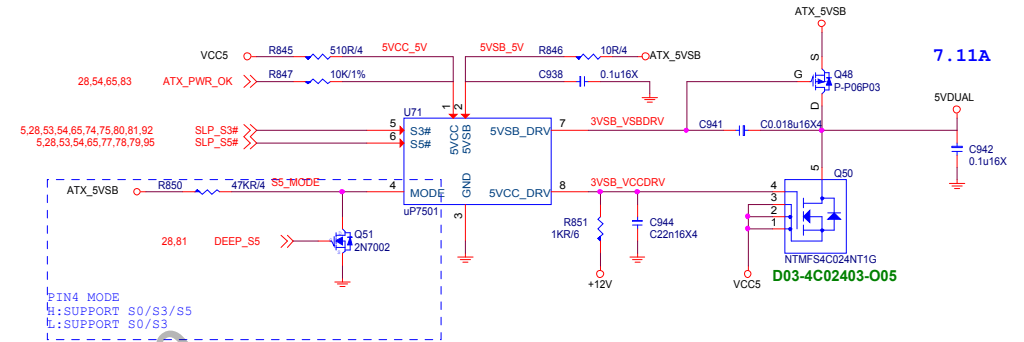 ATX_5VSB
VCC5 R845 510R/4 5VCC_5V 5VSB_5V R846 10R/4 ATX_5VSB
7.11A
28,54,65,83 ATX_PWR_OK R847 10K/1% C938 0.1u16X
S
G
D
Q48
P-P06P03
5VDUAL
1 2
U71
5,28,53,54,65,74,75,80,81,92 SLP_S3# 5 S3# 5VCC 5VSB 5VSB_DRV 7 3VSB_VSBDRV C941 C0.018u16X4
5,28,53,54,65,77,78,79,95 SLP_S5# 6 S5#
C942
0.1u16X
5 Q50
ATX_5VSB R850 47KR/4 S5_MODE 4 MODE GND 5VCC_DRV 8 3VSB_VCCDRV 4
uP7501
3
3
2
1
R851
1KR/6
C944
C22n16X4
28,81 DEEP_S5 Q51
2N7002
+12V
VCC5
NTMFS4C024NT1G
D03-4C02403-O05
PIN4 MODE
H:SUPPORT S0/S3/S5
L:SUPPORT S0/S3